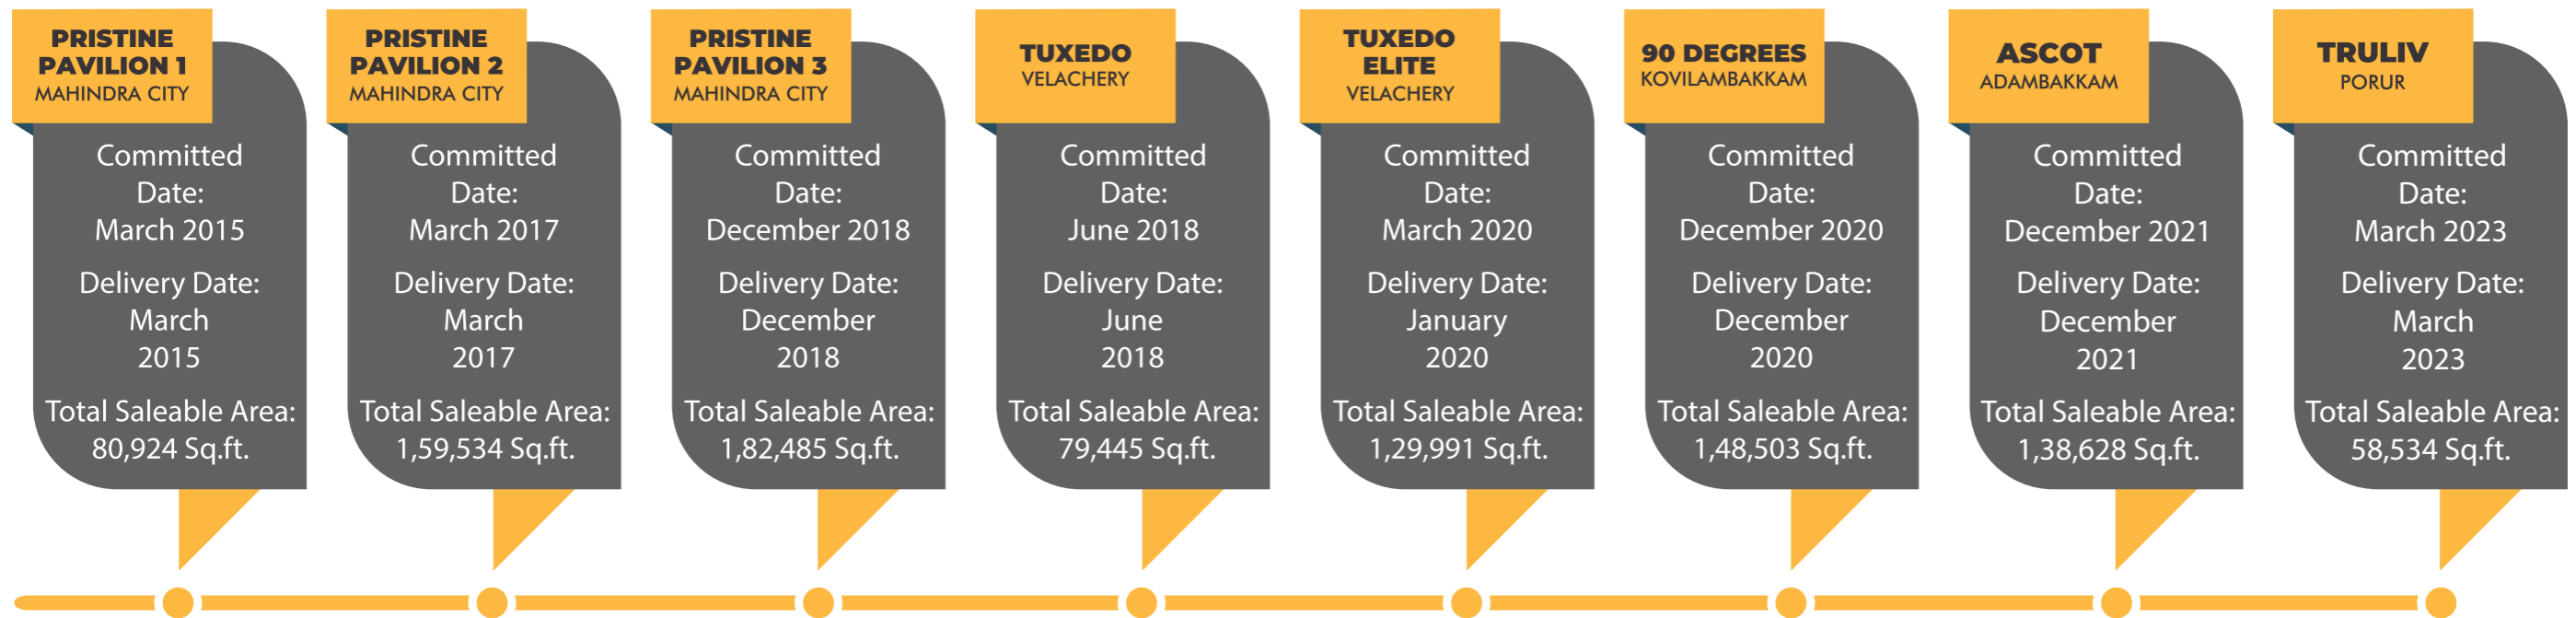 PRISTINE
PAVILION 1
MAHINDRA CITY
Committed
Date:
March 2015
Delivery Date:
March
2015
Total Saleable Area:
80,924 Sq.ft.
PRISTINE
PAVILION 2
MAHINDRA CITY
Committed
Date:
March 2017
Delivery Date:
March
2017
Total Saleable Area:
1,59,534 Sq.ft.
PRISTINE
PAVILION 3
MAHINDRA CITY
Committed
Date:
December 2018
Delivery Date:
December
2018
Total Saleable Area:
1,82,485 Sq.ft.
TUXEDO
VELACHERY
Committed
Date:
June 2018
Delivery Date:
June
2018
Total Saleable Area:
79,445 Sq.ft.
TUXEDO
ELITE
VELACHERY
Committed
Date:
March 2020
Delivery Date:
January
2020
Total Saleable Area:
1,29,991 Sq.ft.
90 DEGREES
KOVILAMBAKKAM
Committed
Date:
December 2020
Delivery Date:
December
2020
Total Saleable Area:
1,48,503 Sq.ft.
ASCOT
ADAMBAKKAM
Committed
Date:
December 2021
Delivery Date:
December
2021
Total Saleable Area:
1,38,628 Sq.ft.
TRULIV
PORUR
Committed
Date:
March 2023
Delivery Date:
March
2023
Total Saleable Area:
58,534 Sq.ft.